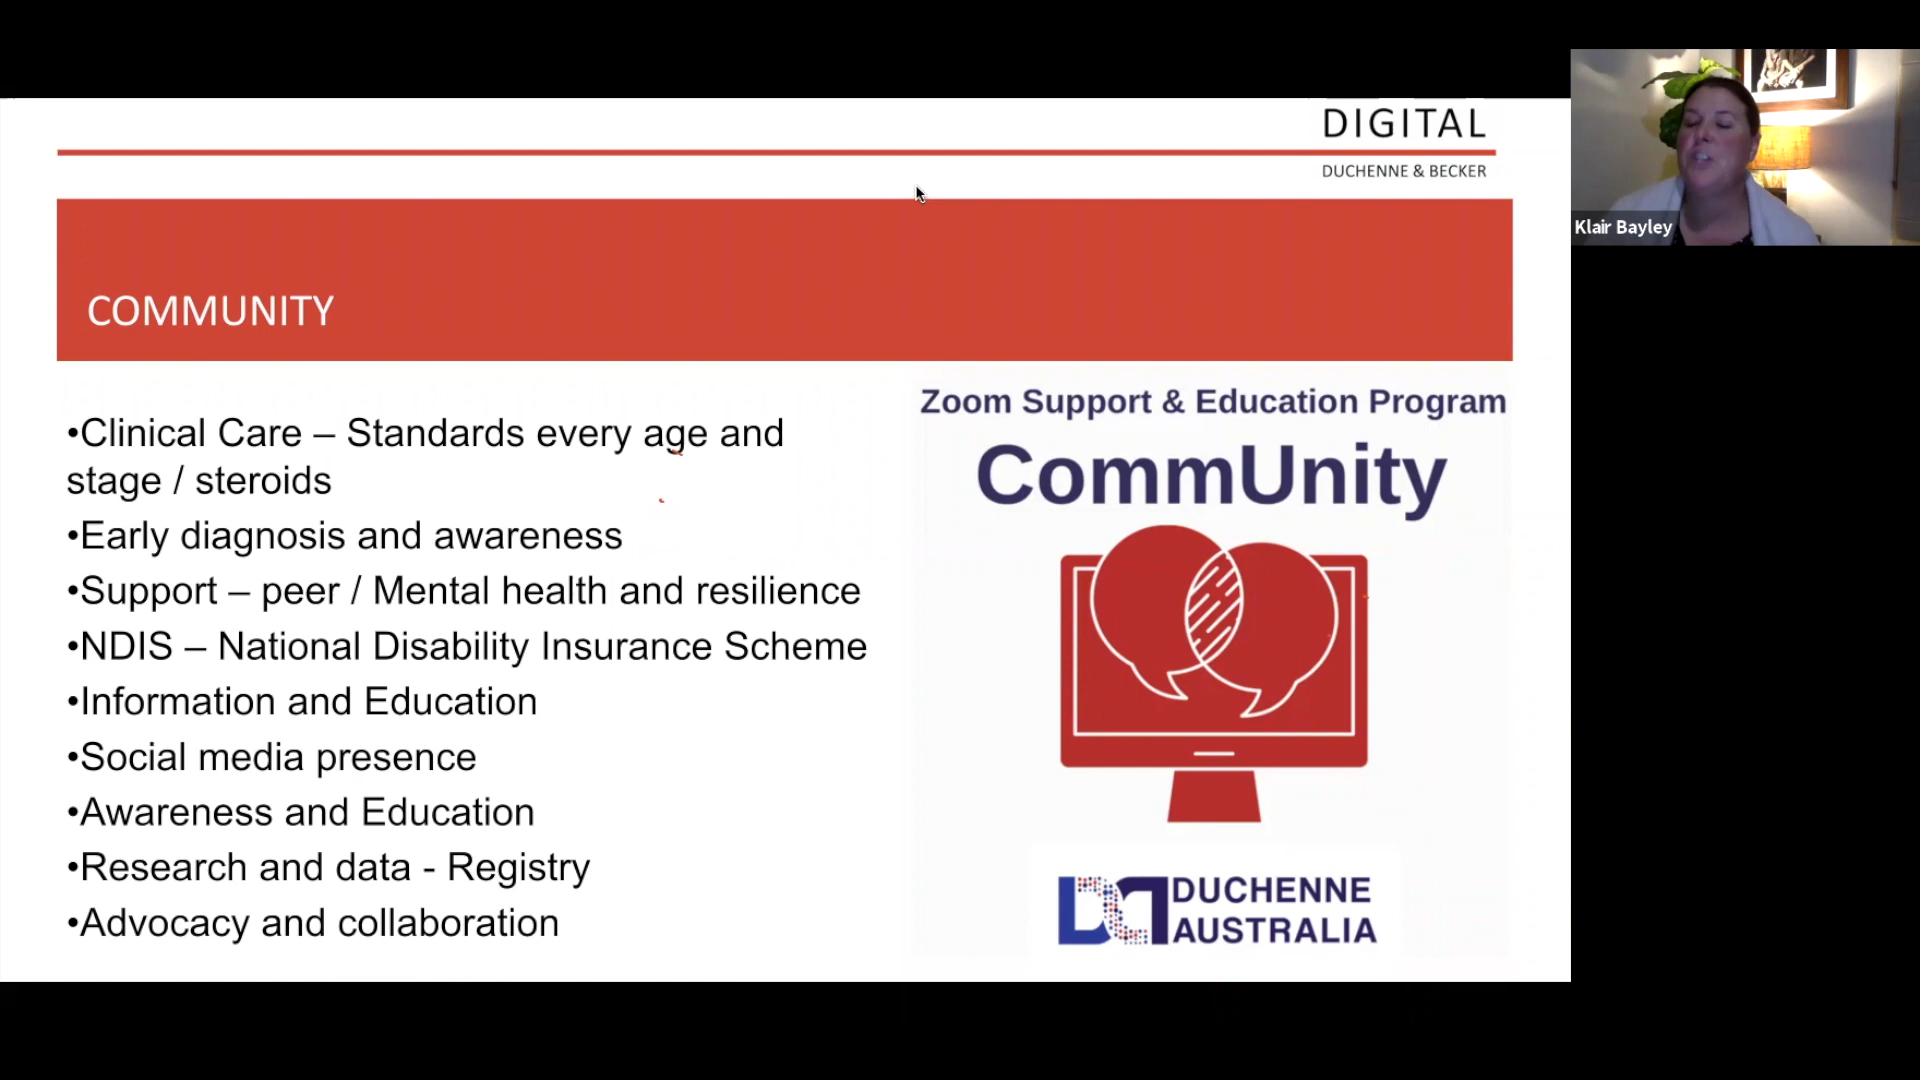 DIGITAL
DUCHENNE & BECKER
Klair Bayley
COMMUNITY
•Clinical Care – Standards every age and
stage / steroids
•Early diagnosis and awareness
•Support – peer / Mental health and resilience
•NDIS – National Disability Insurance Scheme
•Information and Education
•Social media presence
•Awareness and Education
•Research and data - Registry
•Advocacy and collaboration
Zoom Support & Education Program
CommUnity
DUCHENNE
AUSTRALIA